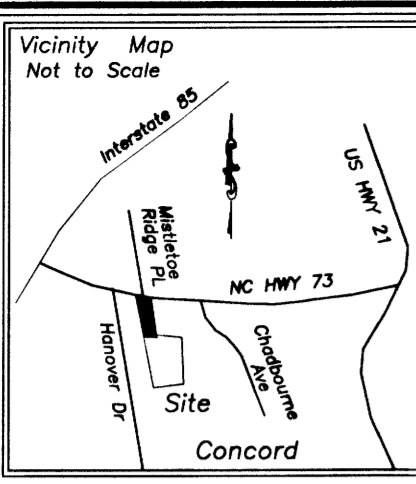 Vicinity Map
Not to Scale
Interstate 85
US HWY 21
Mistletoe
Ridge PL
NC HWY 73
Hanover Dr
Chadbourne
Ave
Site
Concord